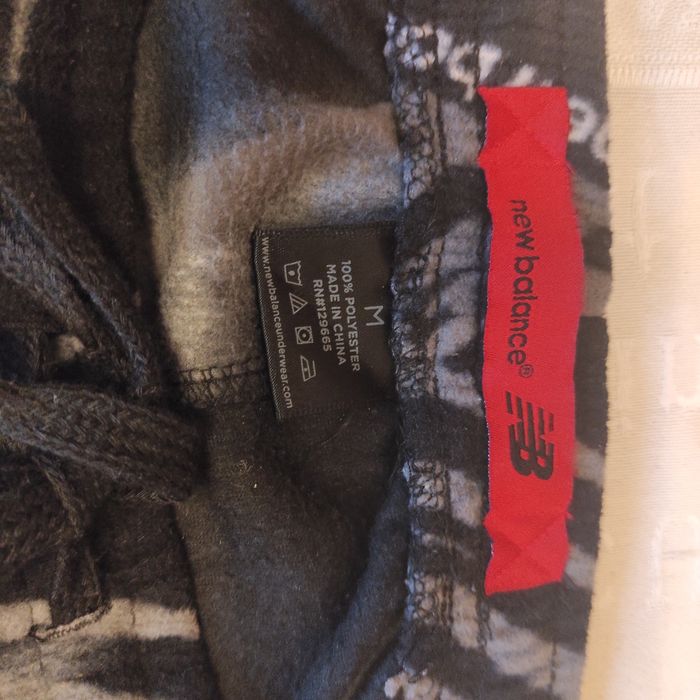 new balance®
NB
M
100% POLYESTER
MADE IN CHINA
RN#129665
www.newbalanceunderwear.com